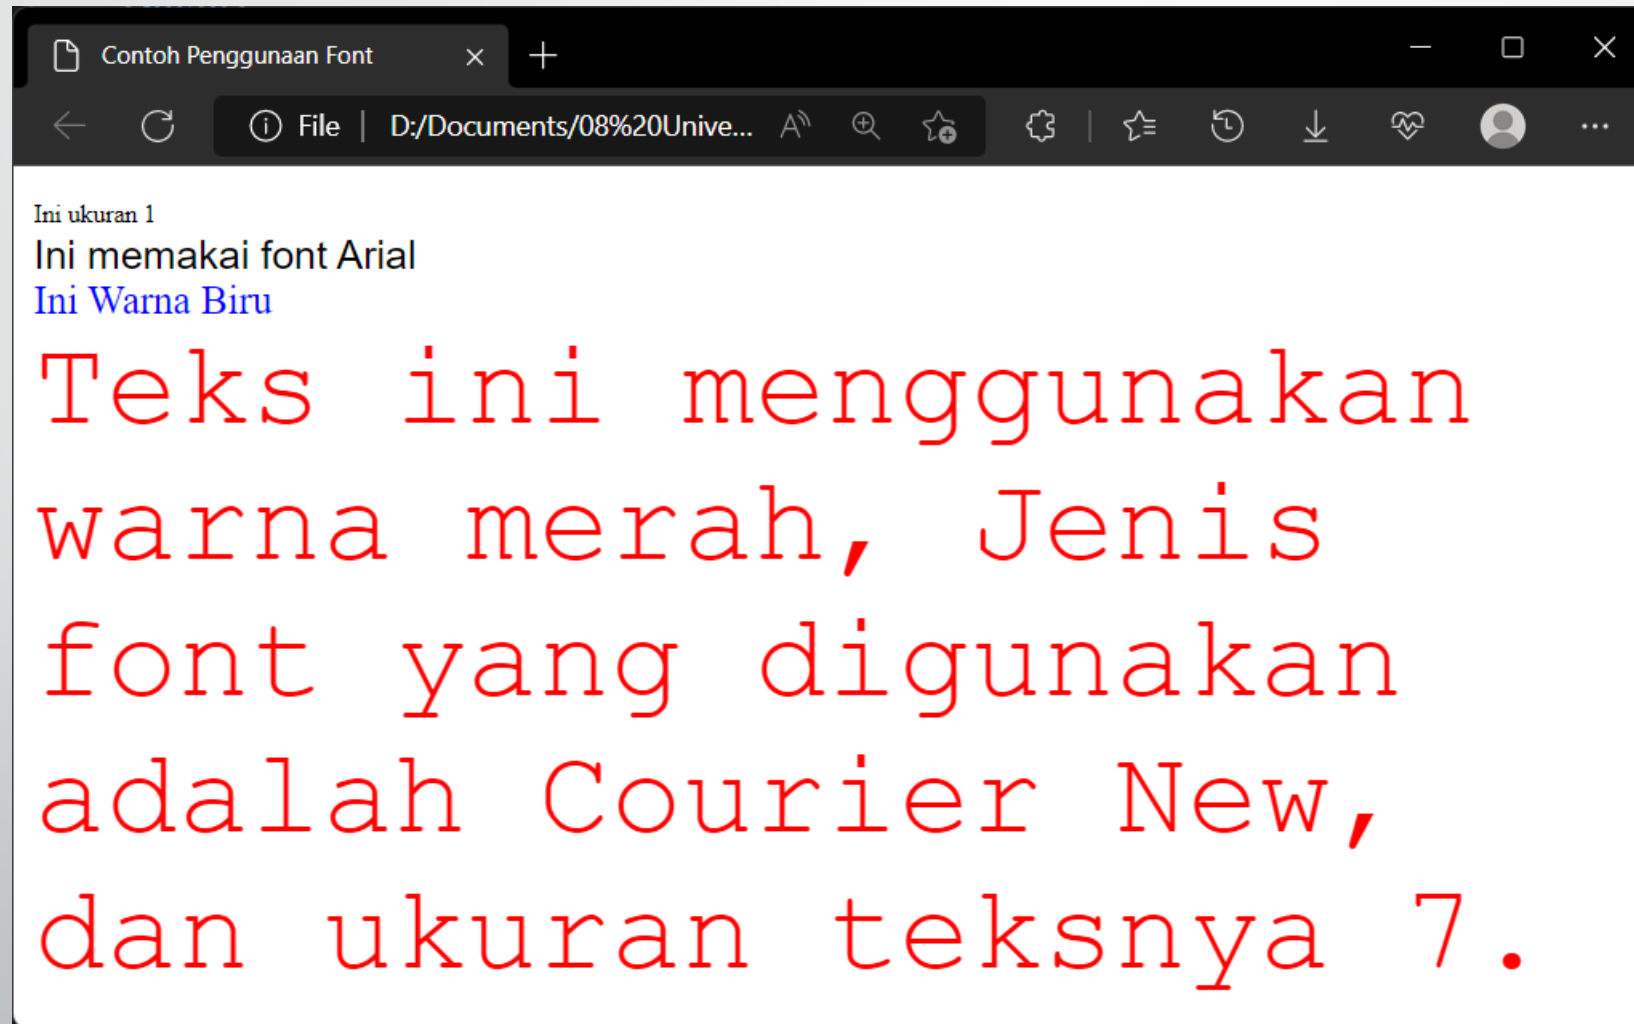 Contoh Penggunaan Font
File | D:/Documents/08%20Unive...
Ini ukuran 1
Ini memakai font Arial
Ini Warna Biru
Teks ini menggunakan
warna merah, Jenis
font yang digunakan
adalah Courier New,
dan ukuran teksnya 7.